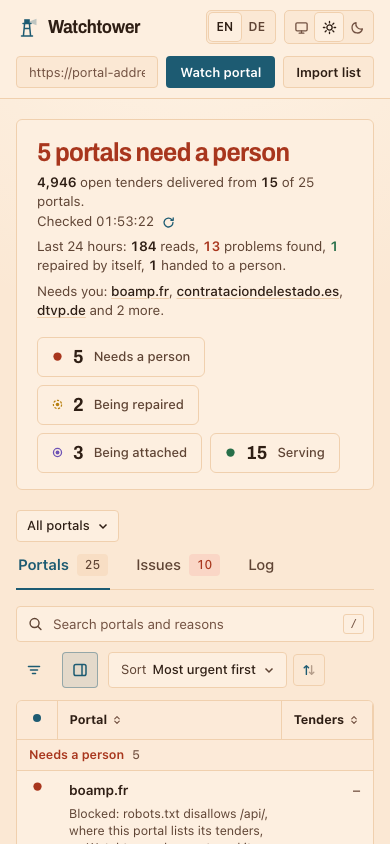 Watchtower
EN DE
https://portal-addre
Watch portal
Import list
5 portals need a person
4,946 open tenders delivered from 15 of 25
portals.
Checked 01:53:22
Last 24 hours: 184 reads, 13 problems found, 1
repaired by itself, 1 handed to a person.
Needs you: boamp.fr, contrataciondelestado.es,
dtvp.de and 2 more.
5 Needs a person
2 Being repaired
3 Being attached
15 Serving
All portals
Portals 25
Issues 10
Log
Search portals and reasons
/
Sort Most urgent first
Portal
Tenders
Needs a person 5
boamp.fr –
Blocked: robots.txt disallows /api/,
where this portal lists its tenders,